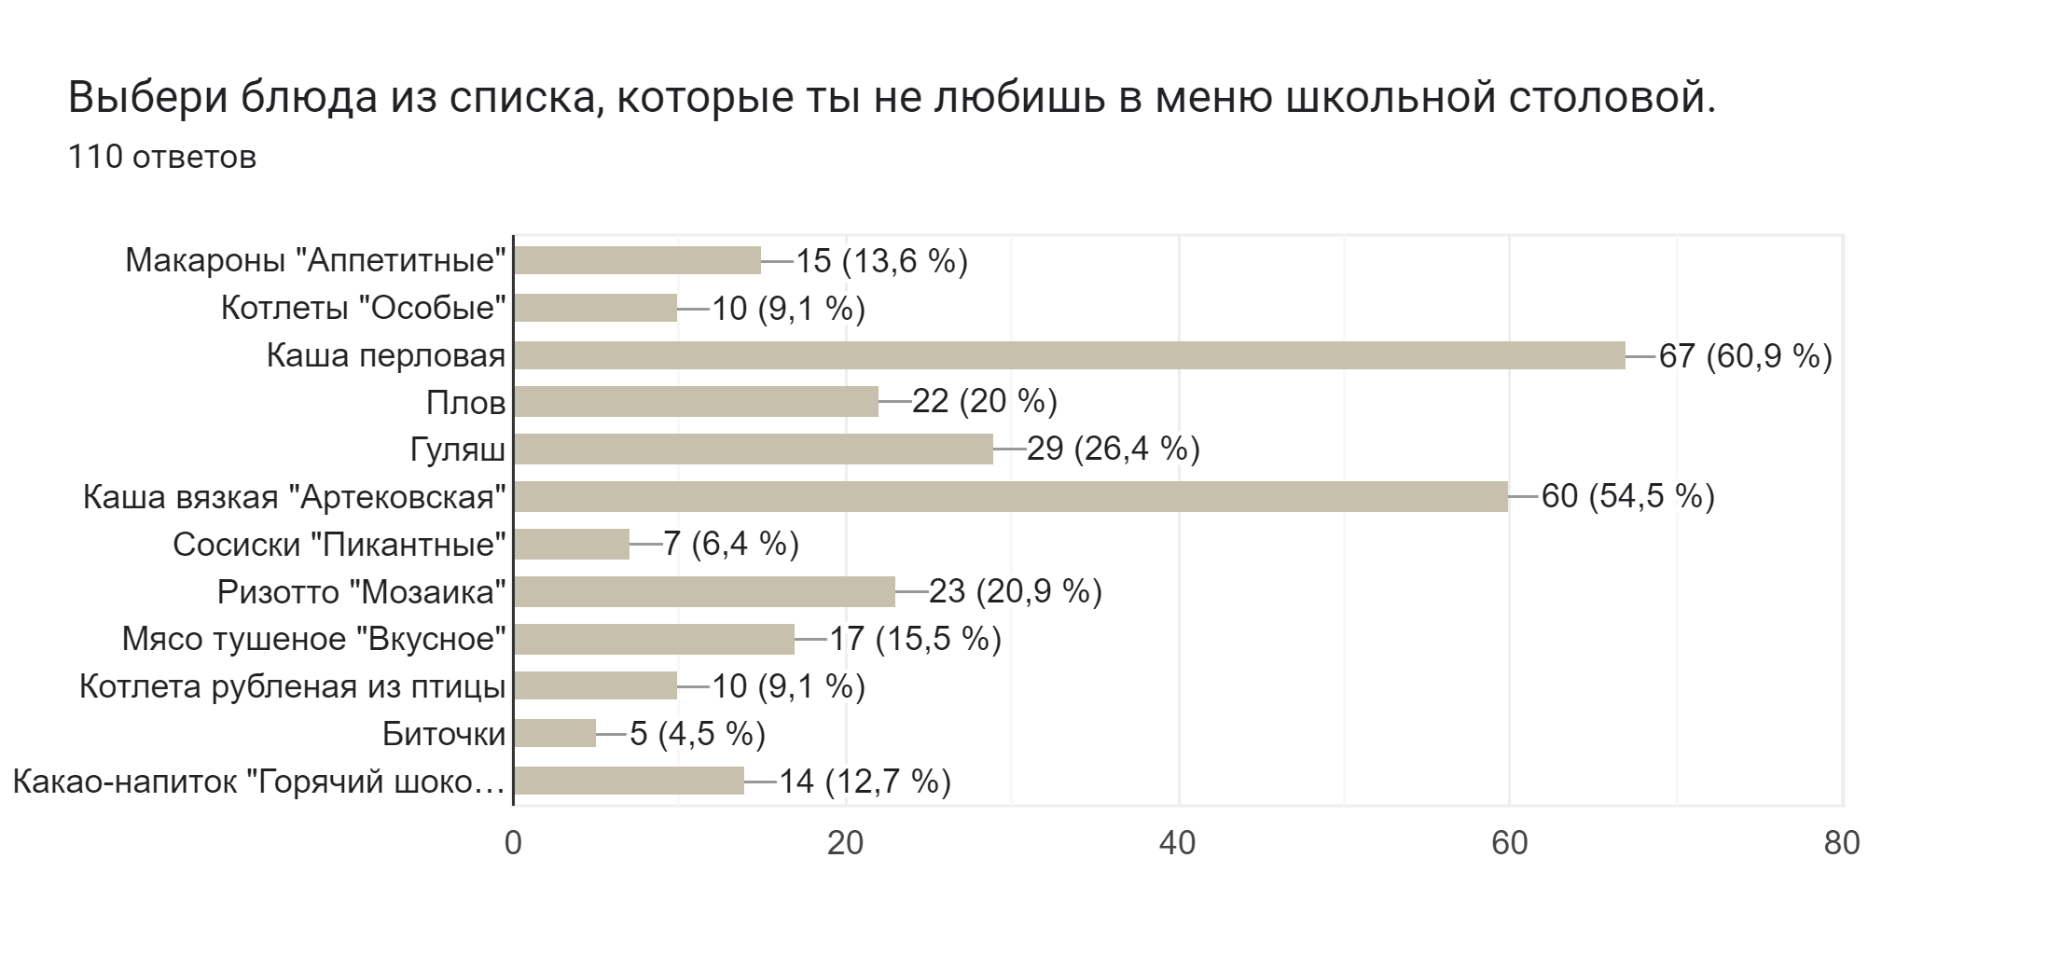 Выбери блюда из списка, которые ты не любишь в меню школьной столовой.
110 ответов
Макароны "Аппетитные" 15 (13,6 %)
Котлеты "Особые" 10 (9,1 %)
Каша перловая 67 (60,9 %)
Плов 22 (20 %)
Гуляш 29 (26,4 %)
Каша вязкая "Артековская" 60 (54,5 %)
Сосиски "Пикантные" 7 (6,4 %)
Ризотто "Мозаика" 23 (20,9 %)
Мясо тушеное "Вкусное" 17 (15,5 %)
Котлета рубленая из птицы 10 (9,1 %)
Биточки 5 (4,5 %)
Какао-напиток "Горячий шоко… 14 (12,7 %)
0 20 40 60 80